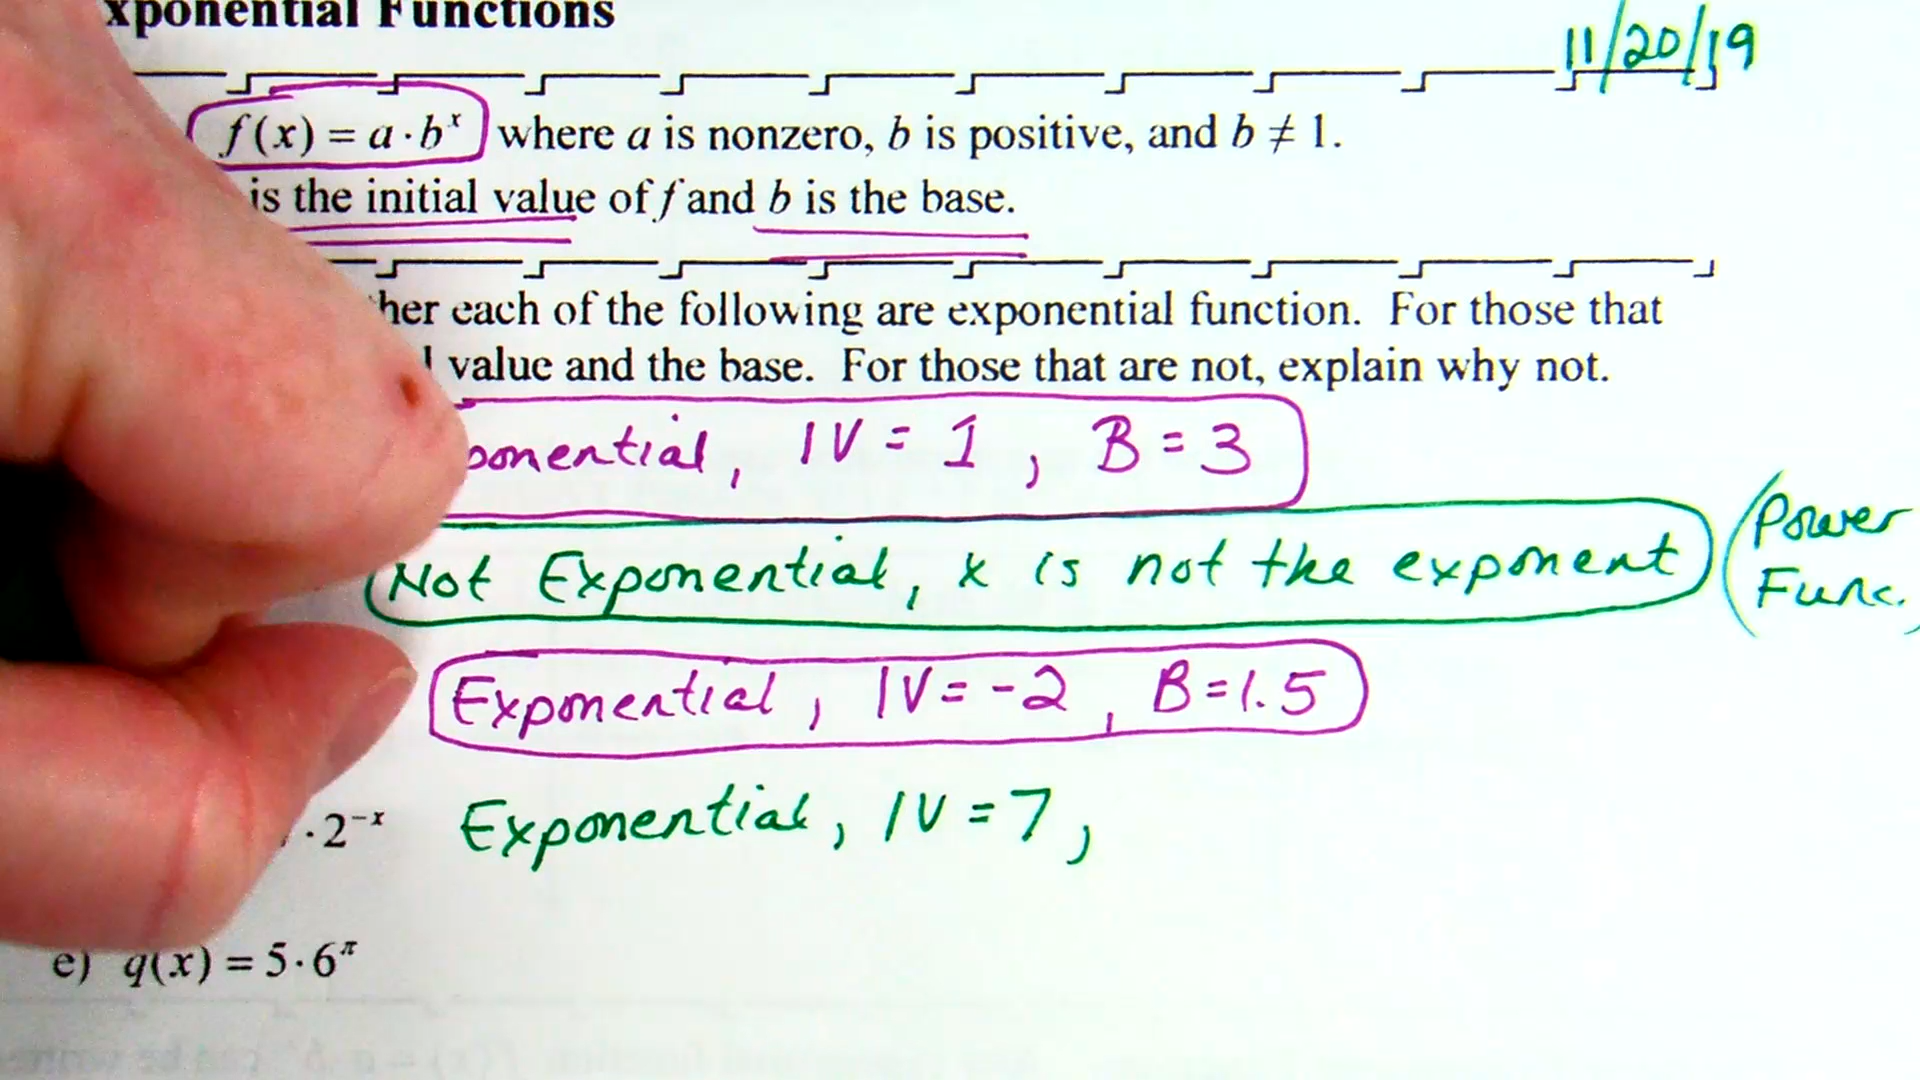 xponential Functions
11/20/19
f(x) = a · bˣ where a is nonzero, b is positive, and b ≠ 1.
is the initial value of f and b is the base.
her each of the following are exponential function. For those that
value and the base. For those that are not, explain why not.
ponential, IV = 1, B = 3
Not Exponential, x is not the exponent (Power
Func.
Exponential, IV = -2, B = 1.5
· 2⁻ˣ Exponential, IV = 7,
e) q(x) = 5 · 6^π